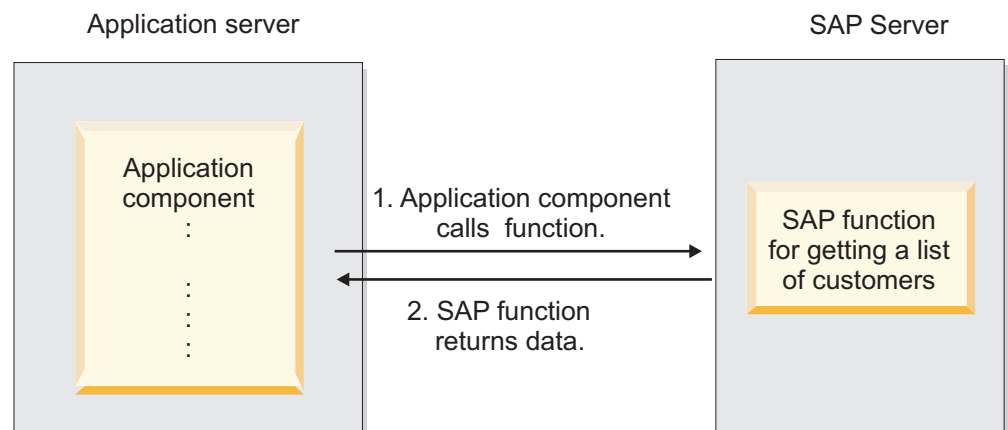 Application server
SAP Server
Application
component
:
:
:
:
1. Application component
calls function.
2. SAP function
returns data.
SAP function
for getting a list
of customers